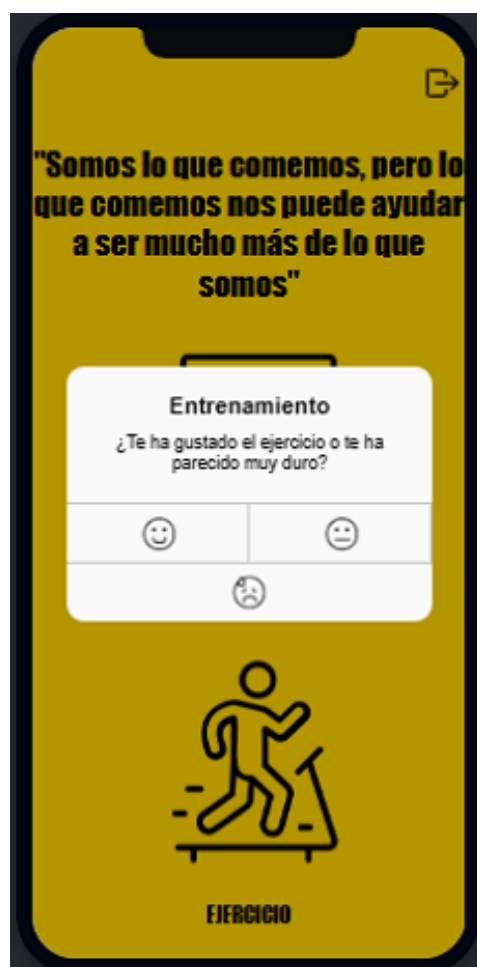 "Somos lo que comemos, pero lo
que comemos nos puede ayudar
a ser mucho más de lo que
somos"
Entrenamiento
¿Te ha gustado el ejercicio o te ha
parecido muy duro?
EJERCICIO